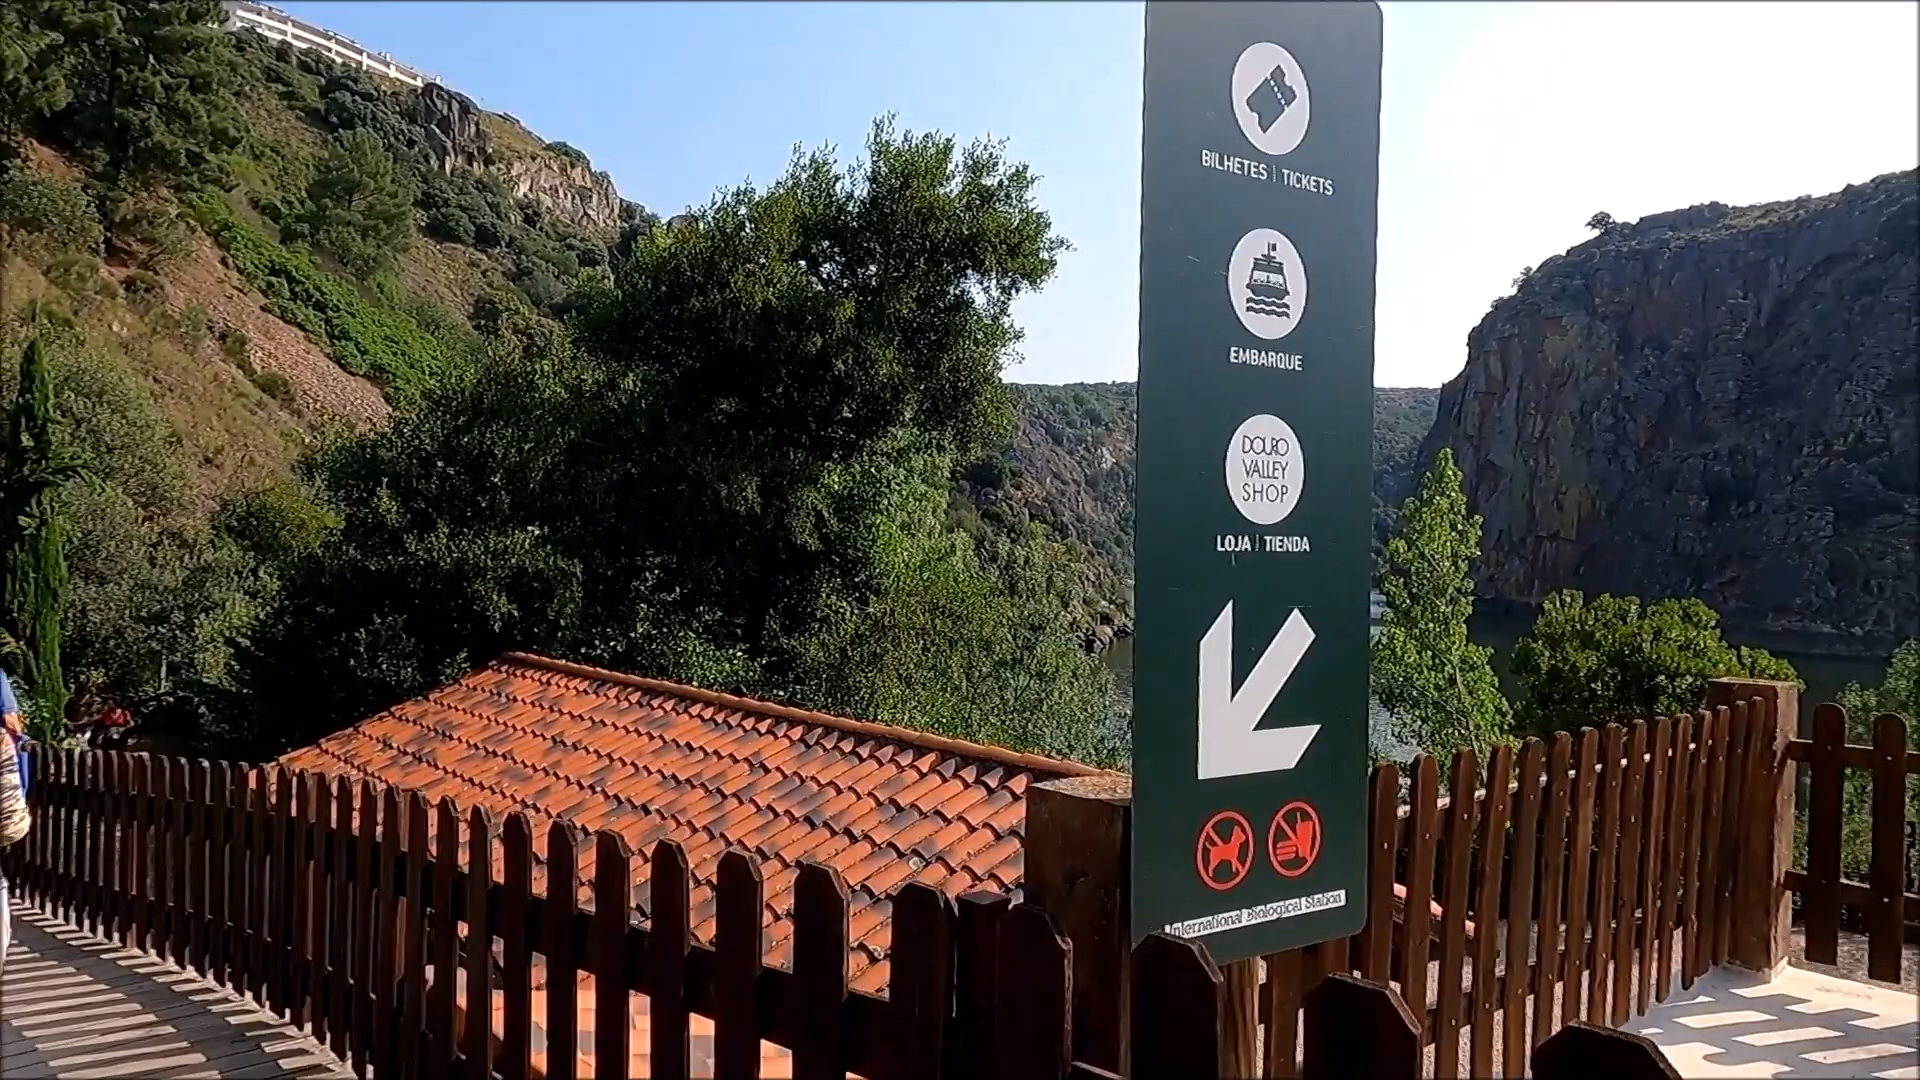 BILHETES | TICKETS
EMBARQUE
DOURO
VALLEY
SHOP
LOJA | TIENDA
International Biological Station